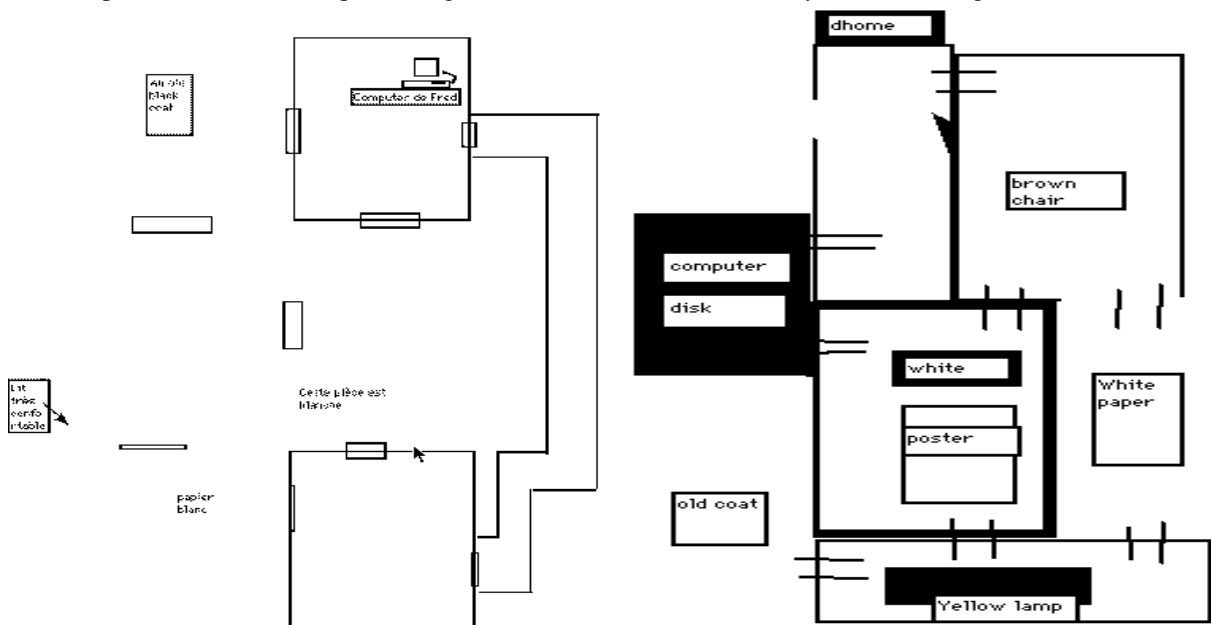 An old
black
coat
Computer de Fred
Lit
très
confo
rtable
Cette pièce est
blanche
papier
blanc
dhome
brown
chair
computer
disk
white
White
paper
poster
old coat
Yellow lamp